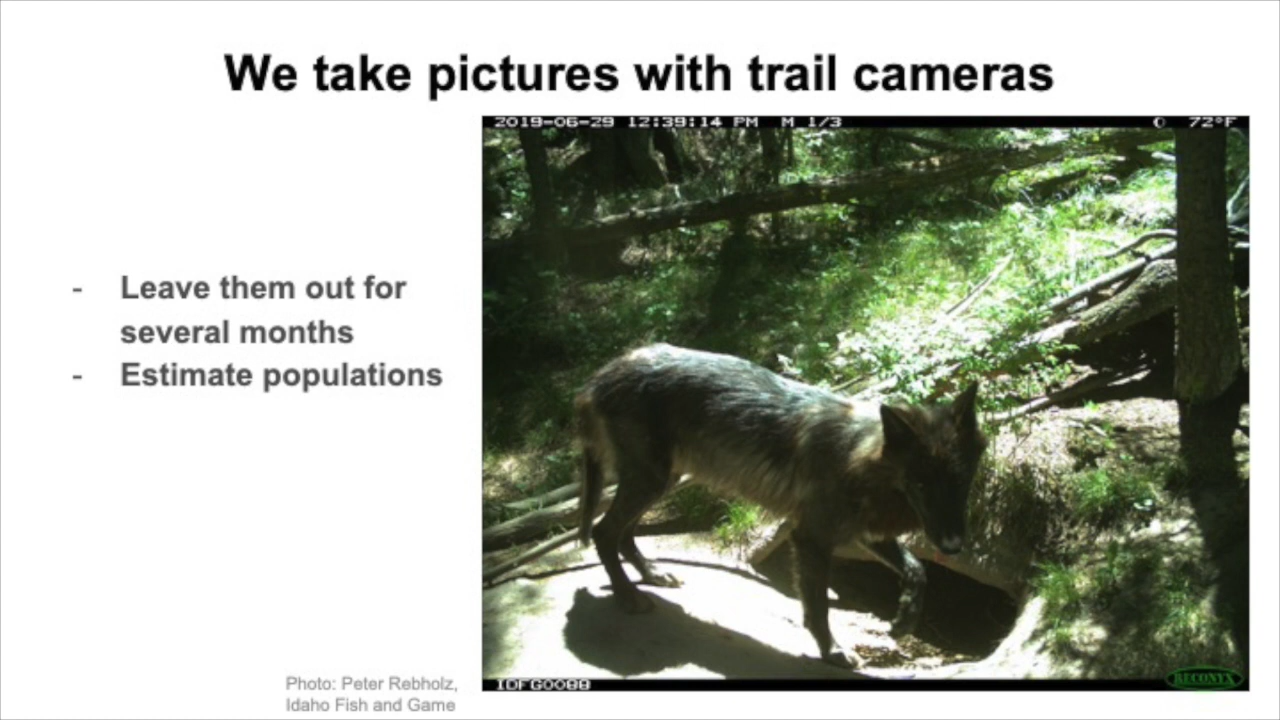 We take pictures with trail cameras
2019-06-29 12:39:14 PM M 1/3 72°F
- Leave them out for
several months
- Estimate populations
Photo: Peter Rebholz,
Idaho Fish and Game
IDFG0088
RECONYX